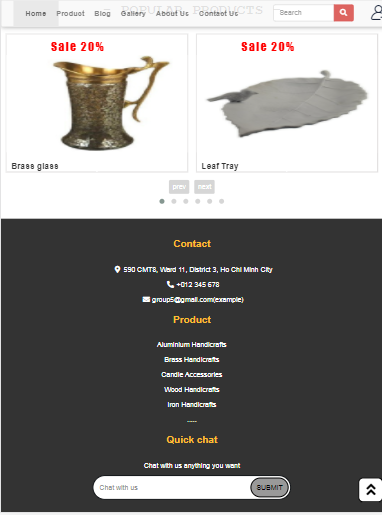 POPULAR PRODUCTS
Home Product Blog Gallery About Us Contact Us Search
Sale 20% Sale 20%
Brass glass Leaf Tray
prev next
Contact
590 CMT8, Ward 11, District 3, Ho Chi Minh City
+012 345 678
group5@gmail.com(example)
Product
Aluminium Handicrafts
Brass Handicrafts
Candle Accessories
Wood Handicrafts
Iron Handicrafts
.....
Quick chat
Chat with us anything you want
Chat with us SUBMIT